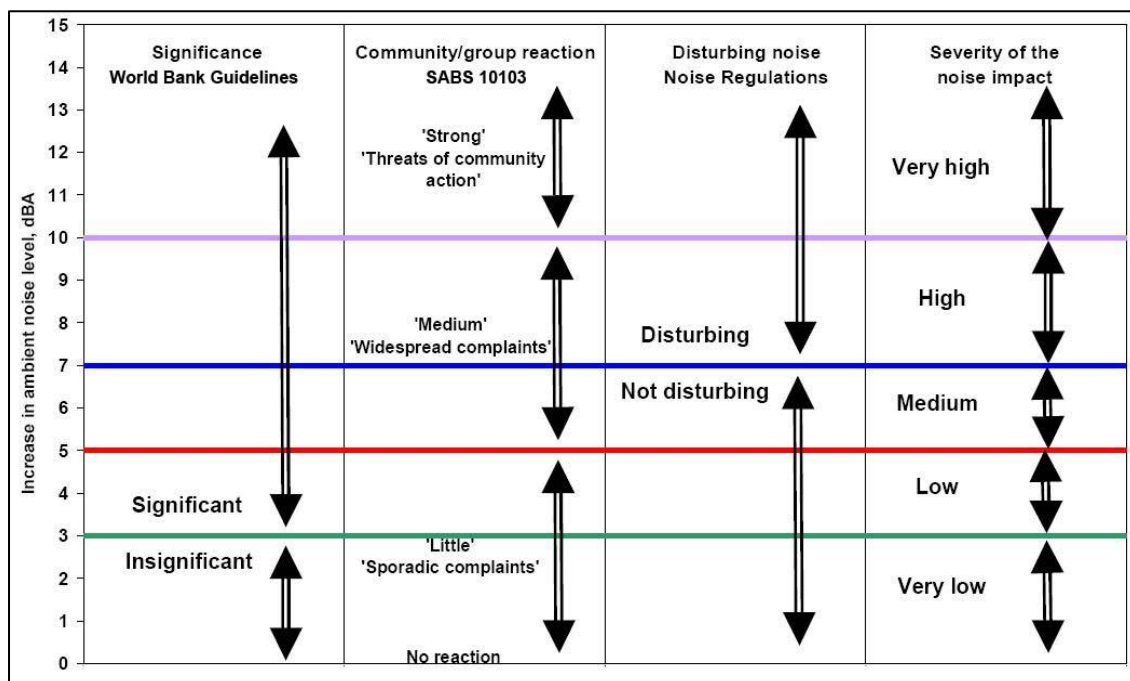 15
14
13
12
11
10
9
8
7
6
5
4
3
2
1
0
Increase in ambient noise level, dBA
Significance
World Bank Guidelines
Significant
Insignificant
Community/group reaction
SABS 10103
'Strong'
'Threats of community
action'
'Medium'
'Widespread complaints'
'Little'
'Sporadic complaints'
No reaction
Disturbing noise
Noise Regulations
Disturbing
Not disturbing
Severity of the
noise impact
Very high
High
Medium
Low
Very low